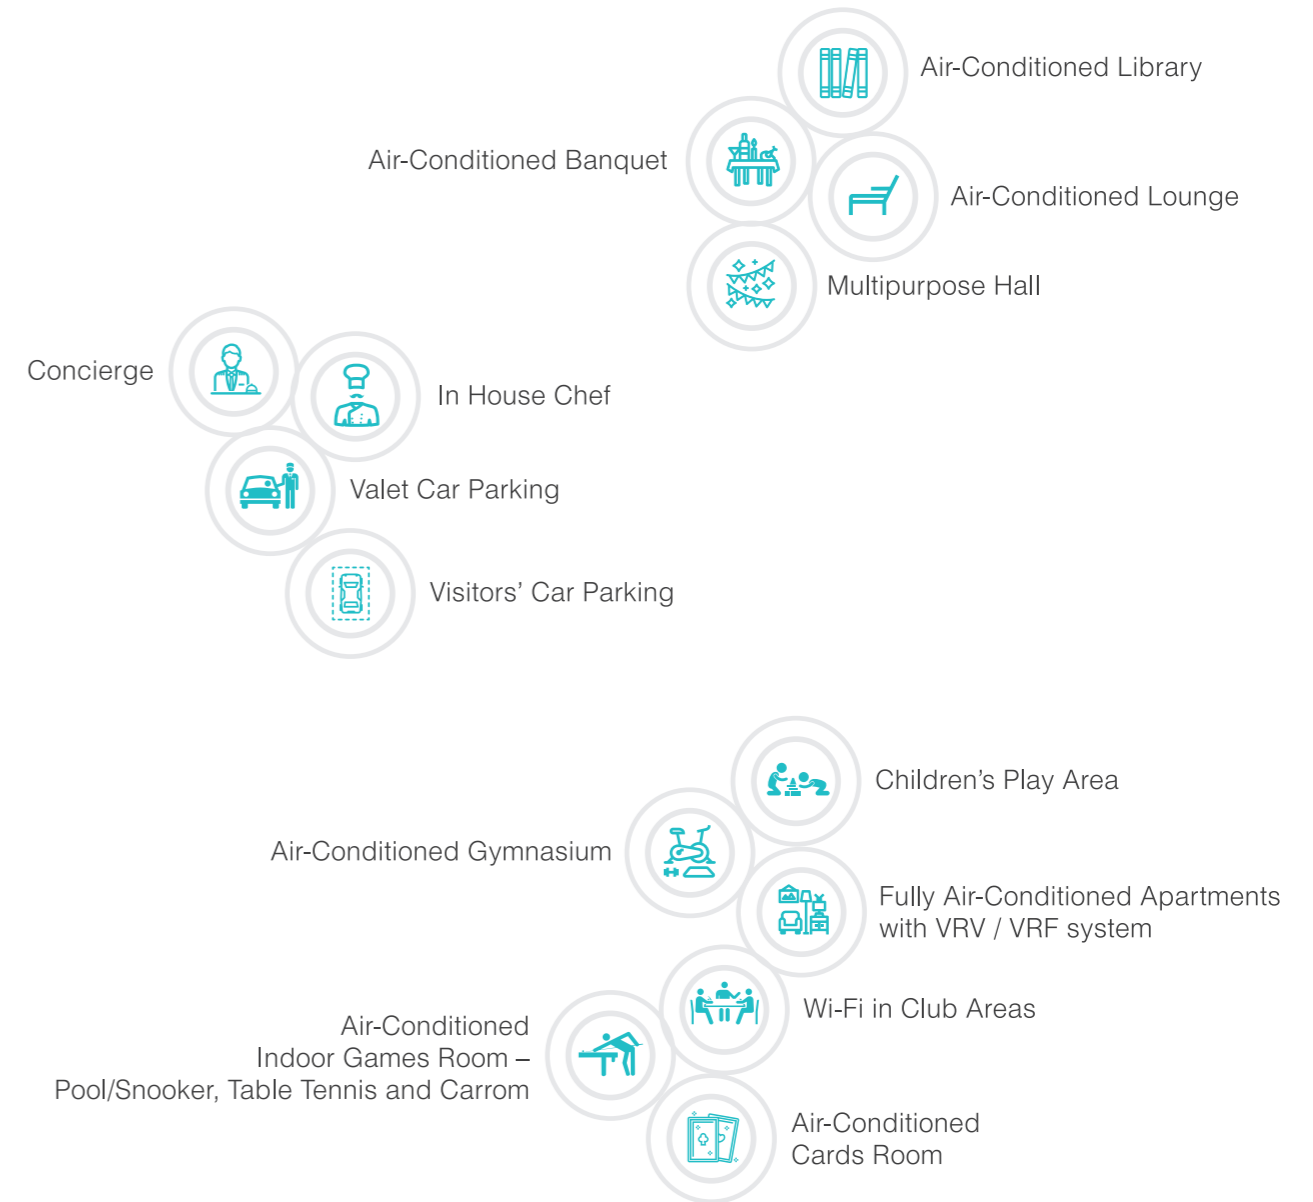 Air-Conditioned Library
Air-Conditioned Banquet
Air-Conditioned Lounge
Multipurpose Hall
Concierge
In House Chef
Valet Car Parking
Visitors’ Car Parking
Children’s Play Area
Air-Conditioned Gymnasium
Fully Air-Conditioned Apartments
with VRV / VRF system
Wi-Fi in Club Areas
Air-Conditioned
Indoor Games Room –
Pool/Snooker, Table Tennis and Carrom
Air-Conditioned
Cards Room